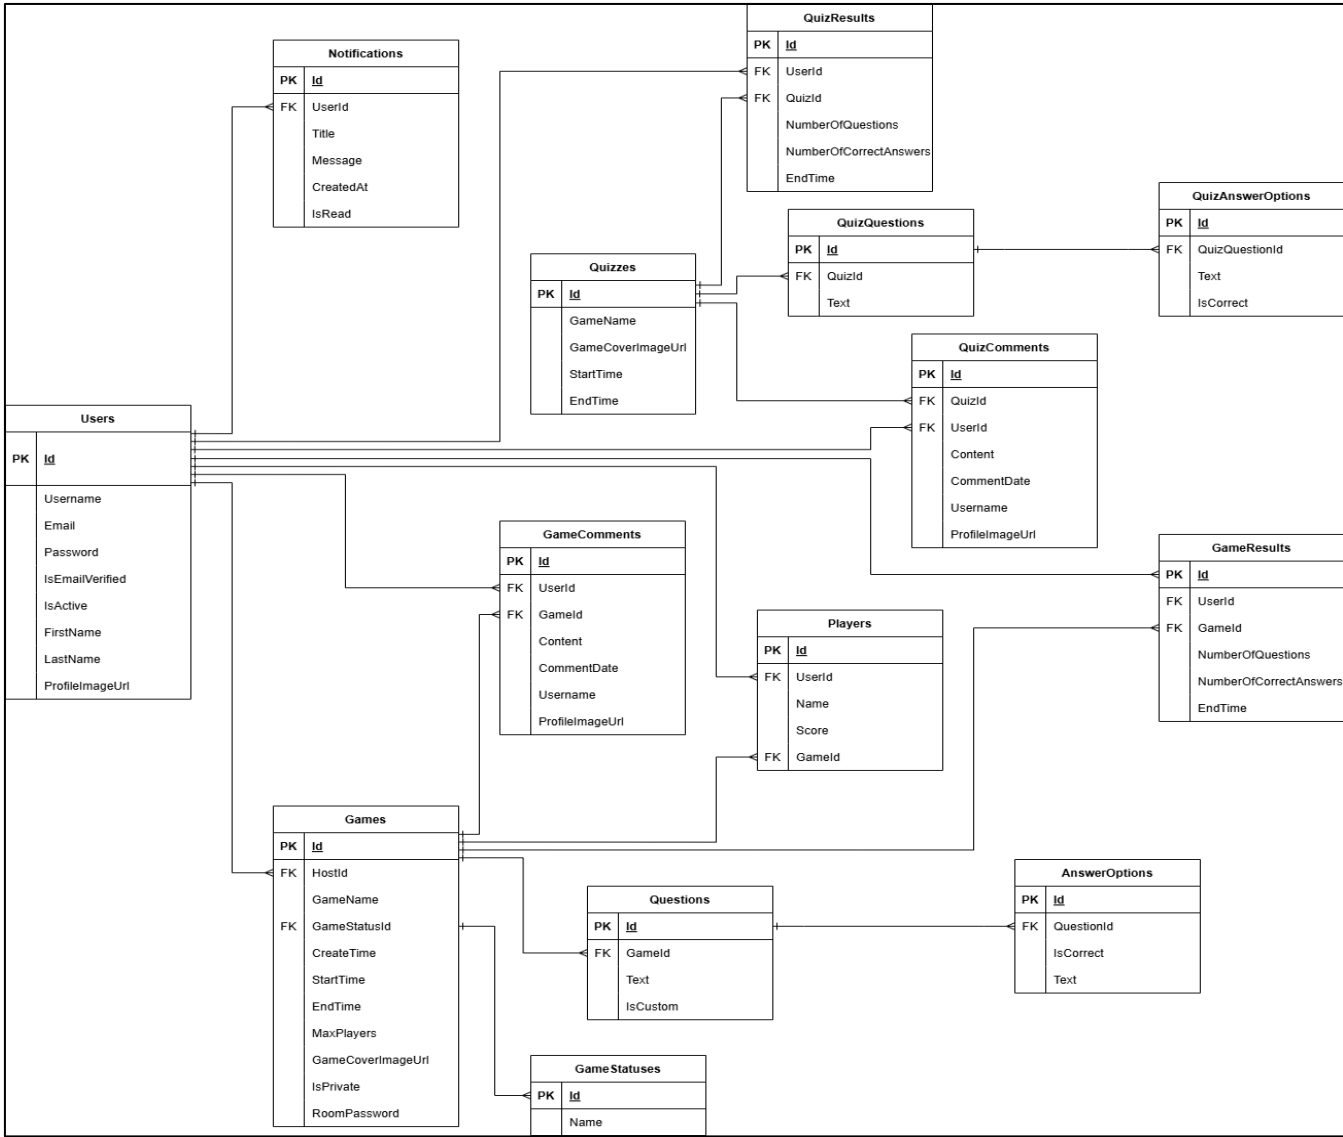 Notifications
PK Id
FK UserId
Title
Message
CreatedAt
IsRead
QuizResults
PK Id
FK UserId
FK QuizId
NumberOfQuestions
NumberOfCorrectAnswers
EndTime
QuizAnswerOptions
PK Id
FK QuizQuestionId
Text
IsCorrect
QuizQuestions
PK Id
FK QuizId
Text
Quizzes
PK Id
GameName
GameCoverImageUrl
StartTime
EndTime
QuizComments
PK Id
FK QuizId
FK UserId
Content
CommentDate
Username
ProfileImageUrl
Users
PK Id
Username
Email
Password
IsEmailVerified
IsActive
FirstName
LastName
ProfileImageUrl
GameComments
PK Id
FK UserId
FK GameId
Content
CommentDate
Username
ProfileImageUrl
GameResults
PK Id
FK UserId
FK GameId
NumberOfQuestions
NumberOfCorrectAnswers
EndTime
Players
PK Id
FK UserId
Name
Score
FK GameId
Games
PK Id
FK HostId
GameName
FK GameStatusId
CreateTime
StartTime
EndTime
MaxPlayers
GameCoverImageUrl
IsPrivate
RoomPassword
Questions
PK Id
FK GameId
Text
IsCustom
AnswerOptions
PK Id
FK QuestionId
IsCorrect
Text
GameStatuses
PK Id
Name